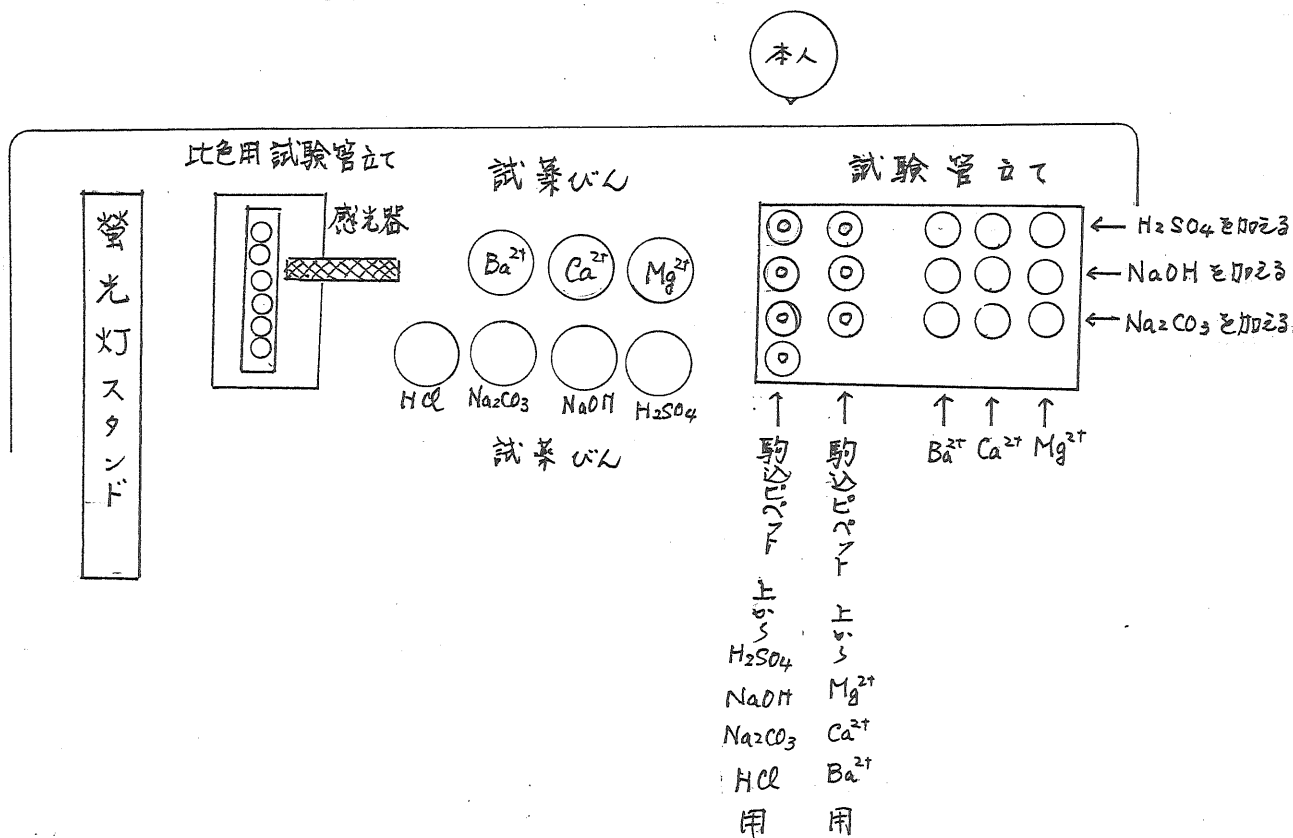 本人
比色用試験管立て
感光器
試薬びん
試験管立て
螢光灯スタンド
Ba²⁺
Ca²⁺
Mg²⁺
←H₂SO₄を加える
←NaOHを加える
←Na₂CO₃を加える
HCl
Na₂CO₃
NaOH
H₂SO₄
試薬びん
Ba²⁺
Ca²⁺
Mg²⁺
駒込ピペット 上から
H₂SO₄
NaOH
Na₂CO₃
HCl
用
駒込ピペット 上から
Mg²⁺
Ca²⁺
Ba²⁺
用